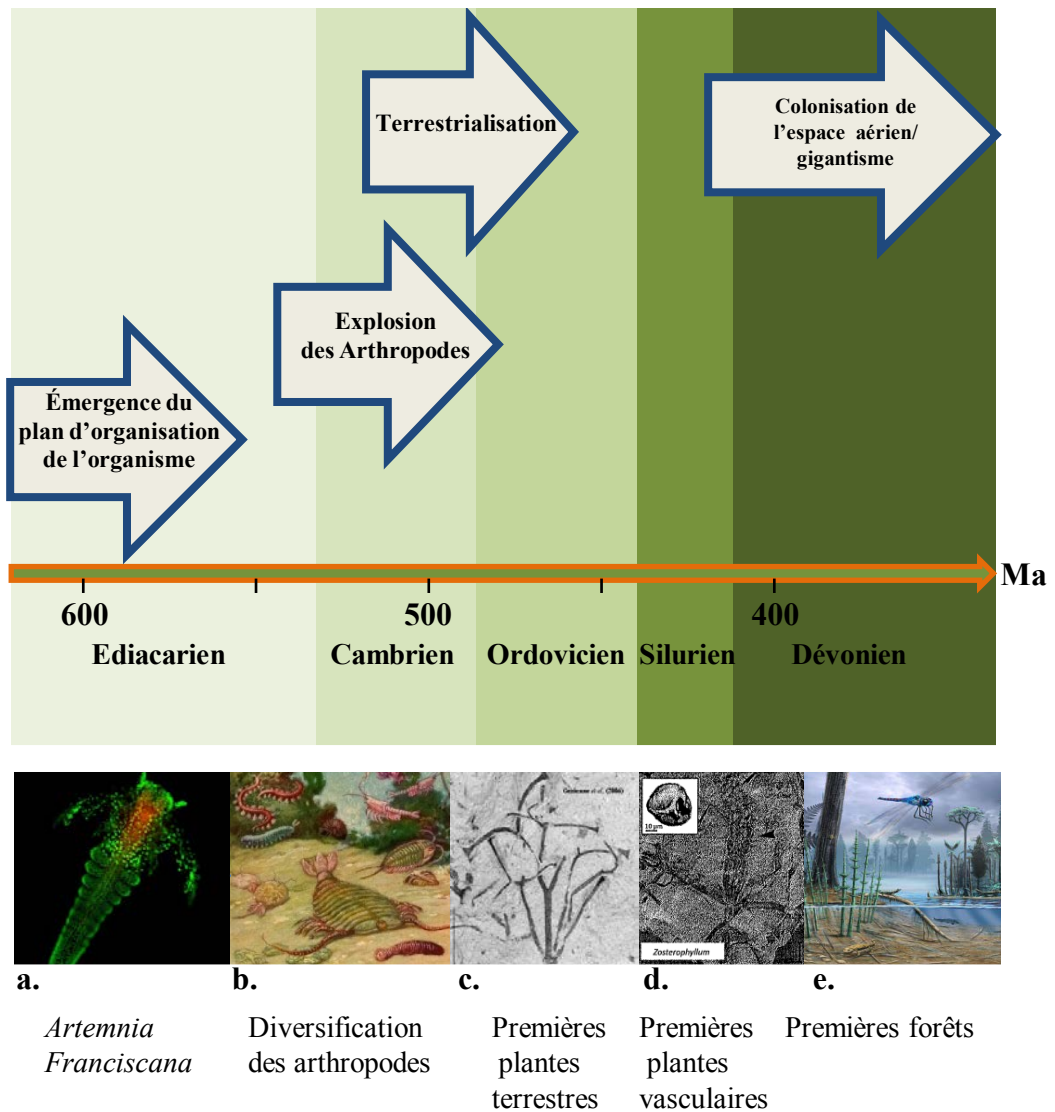 Terrestrialisation
Colonisation de
l'espace aérien/
gigantisme
Explosion
des Arthropodes
Émergence du
plan d'organisation
de l'organisme
Ma
600
500
400
Ediacarien
Cambrien
Ordovicien
Silurien
Dévonien
10 µm
Zosterophyllum
a.
b.
c.
d.
e.
Artemnia
Franciscana
Diversification
des arthropodes
Premières
plantes
terrestres
Premières
plantes
vasculaires
Premières forêts